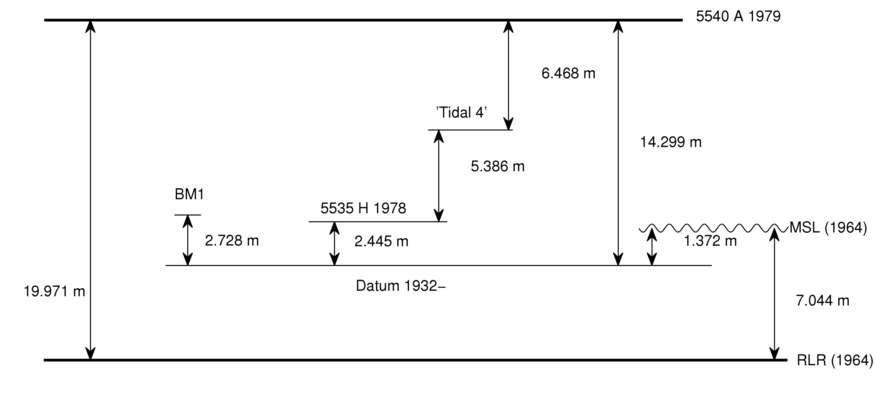 5540 A 1979
6.468 m
'Tidal 4'
14.299 m
5.386 m
BM1
5535 H 1978
MSL (1964)
2.728 m
2.445 m
1.372 m
Datum 1932–
19.971 m
7.044 m
RLR (1964)